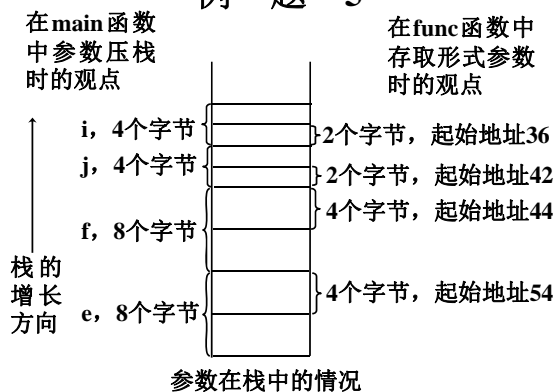 例 题 5
在main函数
中参数压栈
时的观点
在func函数中
存取形式参数
时的观点
i，4个字节
j，4个字节
f，8个字节
e，8个字节
2个字节，起始地址36
2个字节，起始地址42
4个字节，起始地址44
4个字节，起始地址54
栈的
增长
方向
参数在栈中的情况